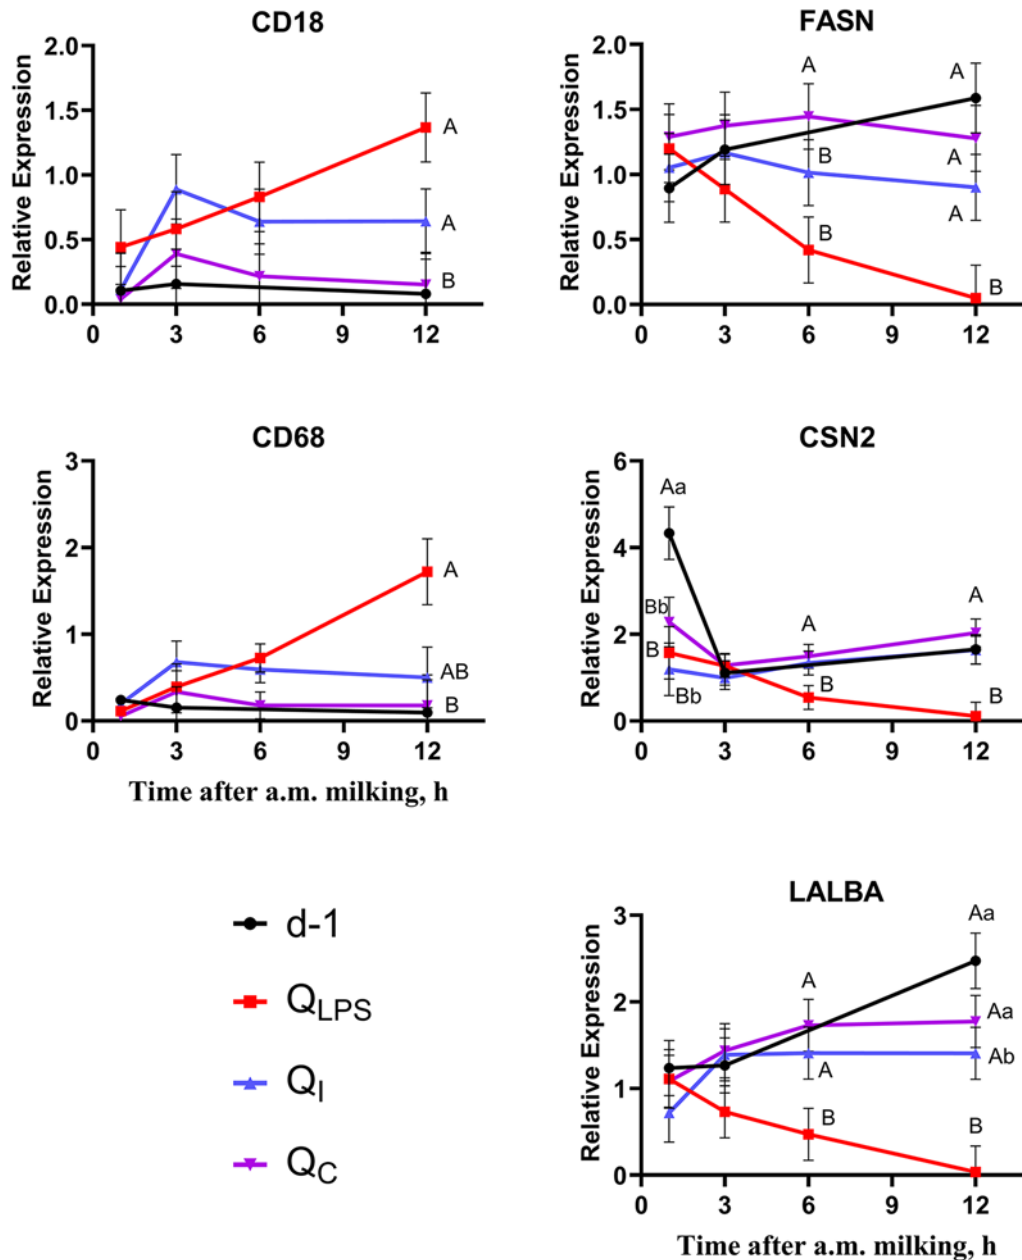 CD18
Relative Expression
2.0
1.5
1.0
0.5
0.0
A
A
B
0 3 6 9 12
FASN
Relative Expression
2.0
1.5
1.0
0.5
0.0
A
A
B
A
B
A
B
0 3 6 9 12
CD68
Relative Expression
3
2
1
0
A
AB
B
0 3 6 9 12
Time after a.m. milking, h
CSN2
Relative Expression
6
4
2
0
Aa
Bb
B
Bb
A
B
A
B
0 3 6 9 12
d-1
QLPS
QI
QC
LALBA
Relative Expression
3
2
1
0
Aa
A
Aa
Ab
A
B
B
0 3 6 9 12
Time after a.m. milking, h